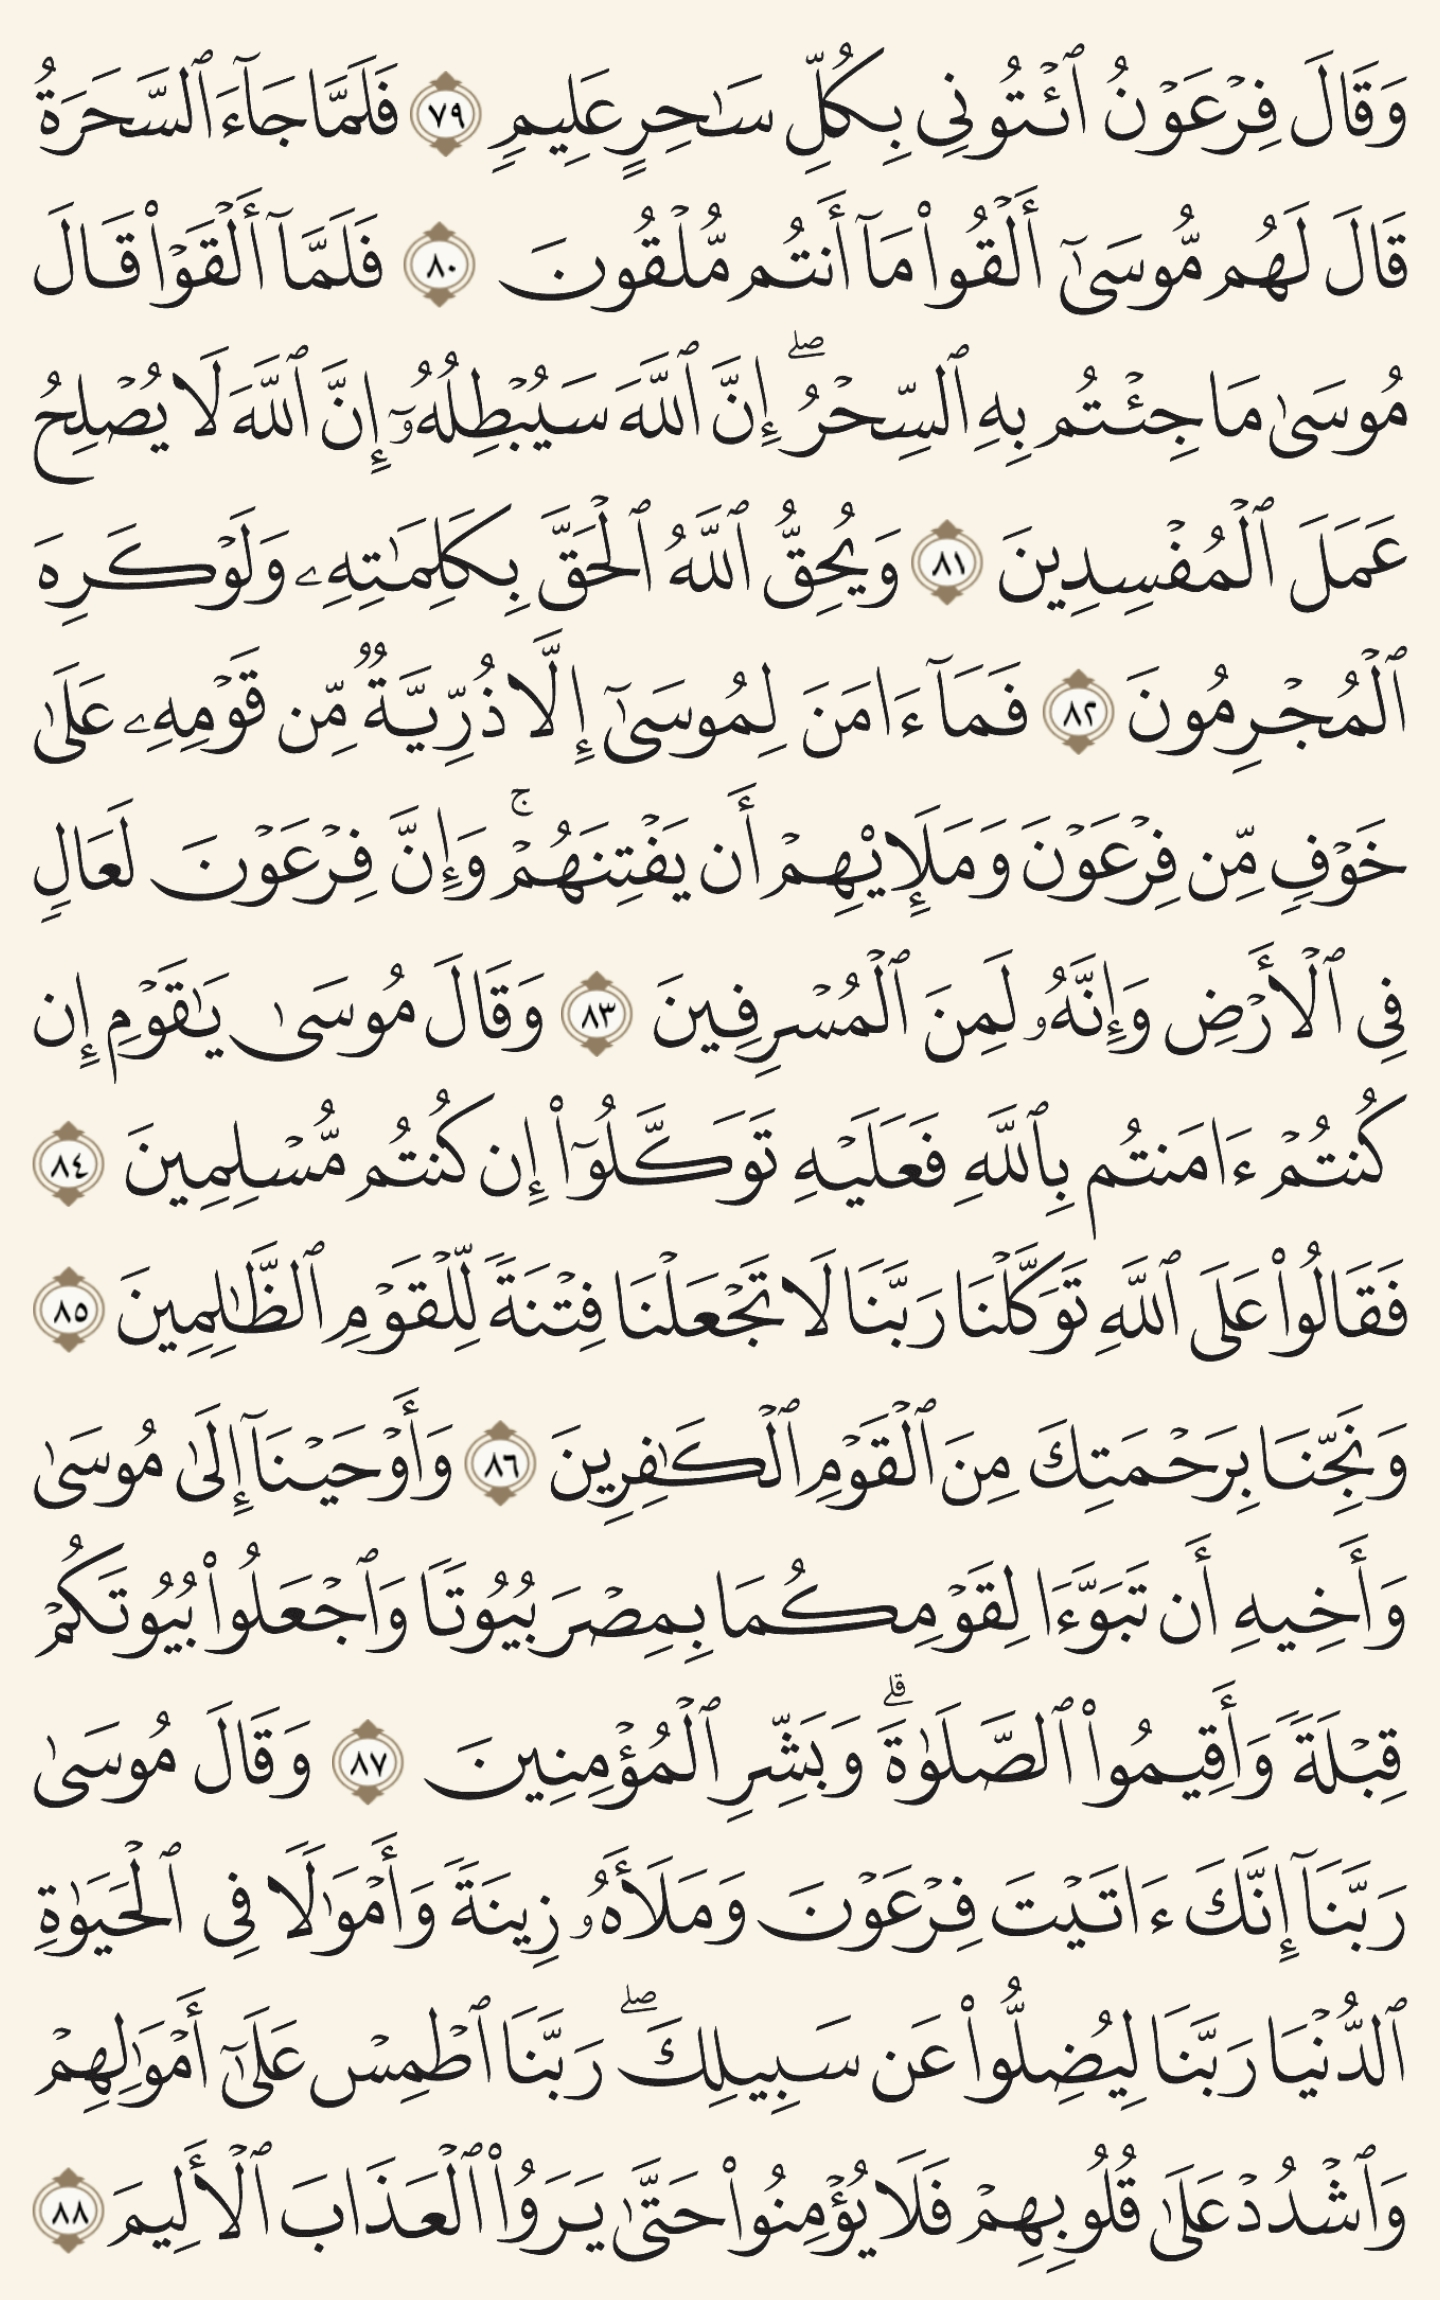 وَقَالَ فِرْعَوْنُ ٱئْتُونِى بِكُلِّ سَـٰحِرٍ عَلِيمٍ ٧٩ فَلَمَّا جَآءَ ٱلسَّحَرَةُ
قَالَ لَهُم مُّوسَىٰٓ أَلْقُوا۟ مَآ أَنتُم مُّلْقُونَ ٨٠ فَلَمَّآ أَلْقَوْا۟ قَالَ
مُوسَىٰ مَا جِئْتُم بِهِ ٱلسِّحْرُ ۖ إِنَّ ٱللَّهَ سَيُبْطِلُهُۥٓ إِنَّ ٱللَّهَ لَا يُصْلِحُ
عَمَلَ ٱلْمُفْسِدِينَ ٨١ وَيُحِقُّ ٱللَّهُ ٱلْحَقَّ بِكَلِمَـٰتِهِۦ وَلَوْ كَرِهَ
ٱلْمُجْرِمُونَ ٨٢ فَمَآ ءَامَنَ لِمُوسَىٰٓ إِلَّا ذُرِّيَّةٌ مِّن قَوْمِهِۦ عَلَىٰ
خَوْفٍ مِّن فِرْعَوْنَ وَمَلَإِي۟هِمْ أَن يَفْتِنَهُمْ ۚ وَإِنَّ فِرْعَوْنَ لَعَالٍ
فِى ٱلْأَرْضِ وَإِنَّهُۥ لَمِنَ ٱلْمُسْرِفِينَ ٨٣ وَقَالَ مُوسَىٰ يَـٰقَوْمِ إِن
كُنتُمْ ءَامَنتُم بِٱللَّهِ فَعَلَيْهِ تَوَكَّلُوٓا۟ إِن كُنتُم مُّسْلِمِينَ ٨٤
فَقَالُوا۟ عَلَى ٱللَّهِ تَوَكَّلْنَا رَبَّنَا لَا تَجْعَلْنَا فِتْنَةً لِّلْقَوْمِ ٱلظَّـٰلِمِينَ ٨٥
وَنَجِّنَا بِرَحْمَتِكَ مِنَ ٱلْقَوْمِ ٱلْكَـٰفِرِينَ ٨٦ وَأَوْحَيْنَآ إِلَىٰ مُوسَىٰ
وَأَخِيهِ أَن تَبَوَّءَا لِقَوْمِكُمَا بِمِصْرَ بُيُوتًا وَٱجْعَلُوا۟ بُيُوتَكُمْ
قِبْلَةً وَأَقِيمُوا۟ ٱلصَّلَوٰةَ ۗ وَبَشِّرِ ٱلْمُؤْمِنِينَ ٨٧ وَقَالَ مُوسَىٰ
رَبَّنَآ إِنَّكَ ءَاتَيْتَ فِرْعَوْنَ وَمَلَأَهُۥ زِينَةً وَأَمْوَٰلًا فِى ٱلْحَيَوٰةِ
ٱلدُّنْيَا رَبَّنَا لِيُضِلُّوا۟ عَن سَبِيلِكَ ۖ رَبَّنَا ٱطْمِسْ عَلَىٰٓ أَمْوَٰلِهِمْ
وَٱشْدُدْ عَلَىٰ قُلُوبِهِمْ فَلَا يُؤْمِنُوا۟ حَتَّىٰ يَرَوُا۟ ٱلْعَذَابَ ٱلْأَلِيمَ ٨٨